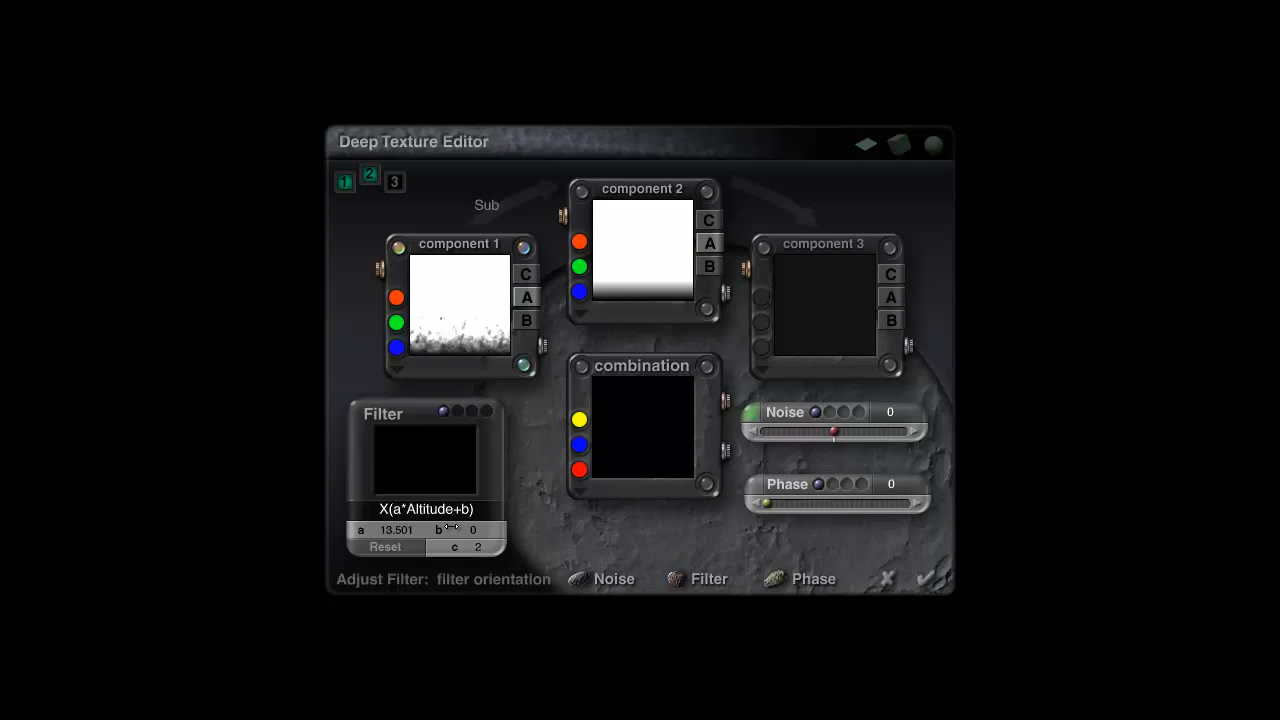 Deep Texture Editor
1 2 3
Sub
component 1
C
A
B
component 2
C
A
B
component 3
C
A
B
combination
Filter
X(a*Altitude+b)
a 13.501 b 0
Reset c 2
Noise 0
Phase 0
Adjust Filter: filter orientation
Noise Filter Phase